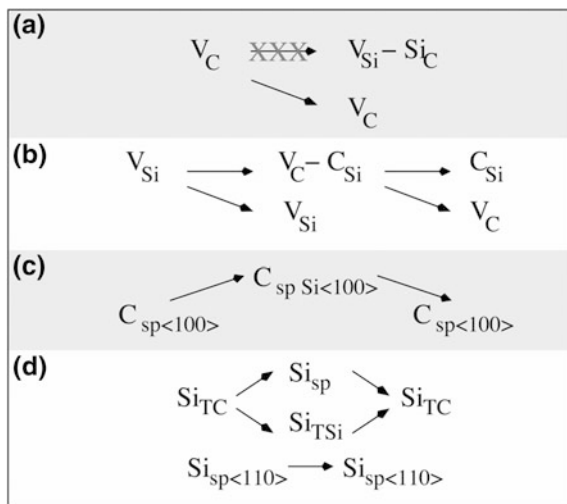 (a)
V_C XXX V_Si – Si_C
V_C
(b)
V_Si V_C – C_Si C_Si
V_Si V_C
(c)
C_sp Si<100>
C_sp<100> C_sp<100>
(d)
Si_sp
Si_TC Si_TC
Si_TSi
Si_sp<110> Si_sp<110>